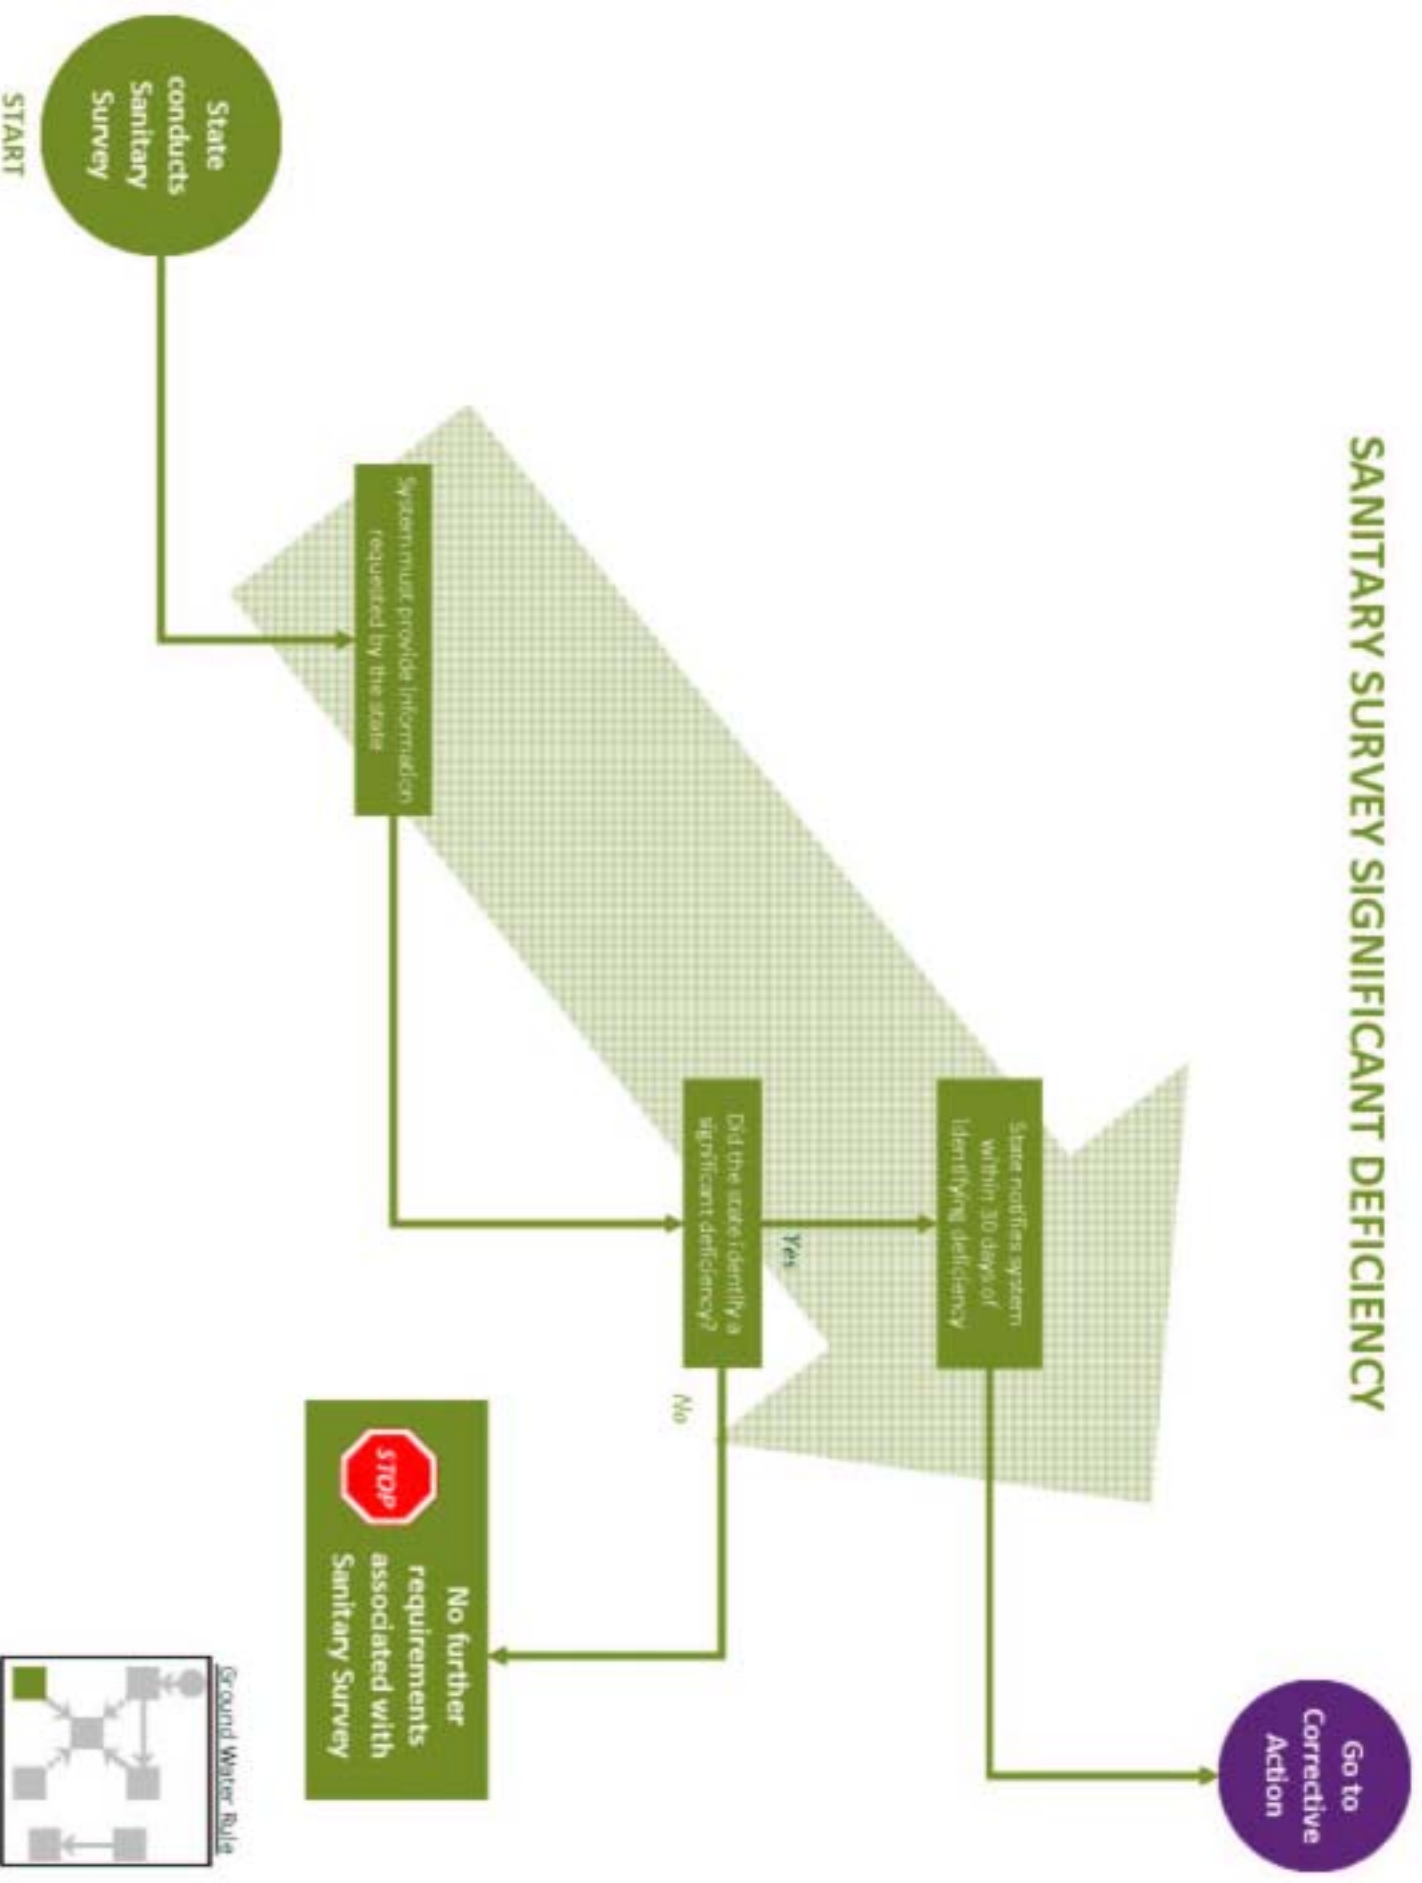 SANITARY SURVEY SIGNIFICANT DEFICIENCY
State
conducts
Sanitary
Survey
START
System must provide information
requested by the state
Did the state identify a
significant deficiency?
Yes
No
State notifies system
within 30 days of
identifying deficiency
Go to
Corrective
Action
STOP
No further
requirements
associated with
Sanitary Survey
Ground Water Rule